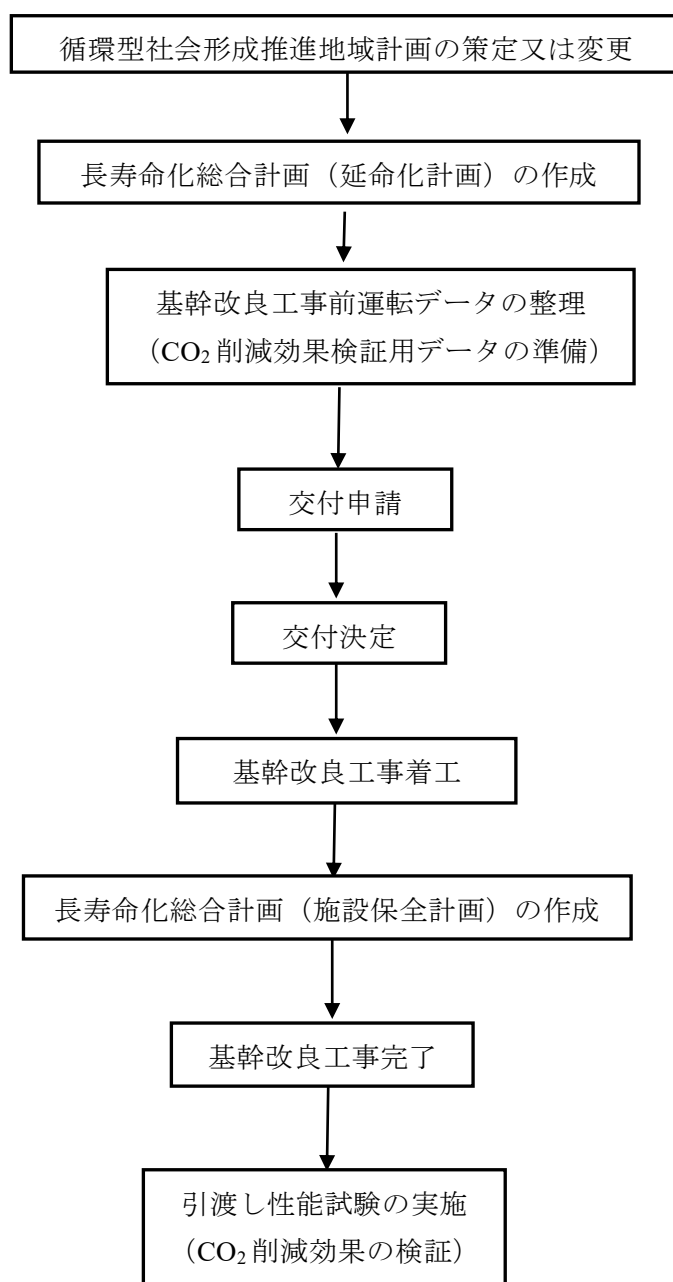 循環型社会形成推進地域計画の策定又は変更
長寿命化総合計画（延命化計画）の作成
基幹改良工事前運転データの整理
（CO₂削減効果検証用データの準備）
交付申請
交付決定
基幹改良工事着工
長寿命化総合計画（施設保全計画）の作成
基幹改良工事完了
引渡し性能試験の実施
（CO₂削減効果の検証）